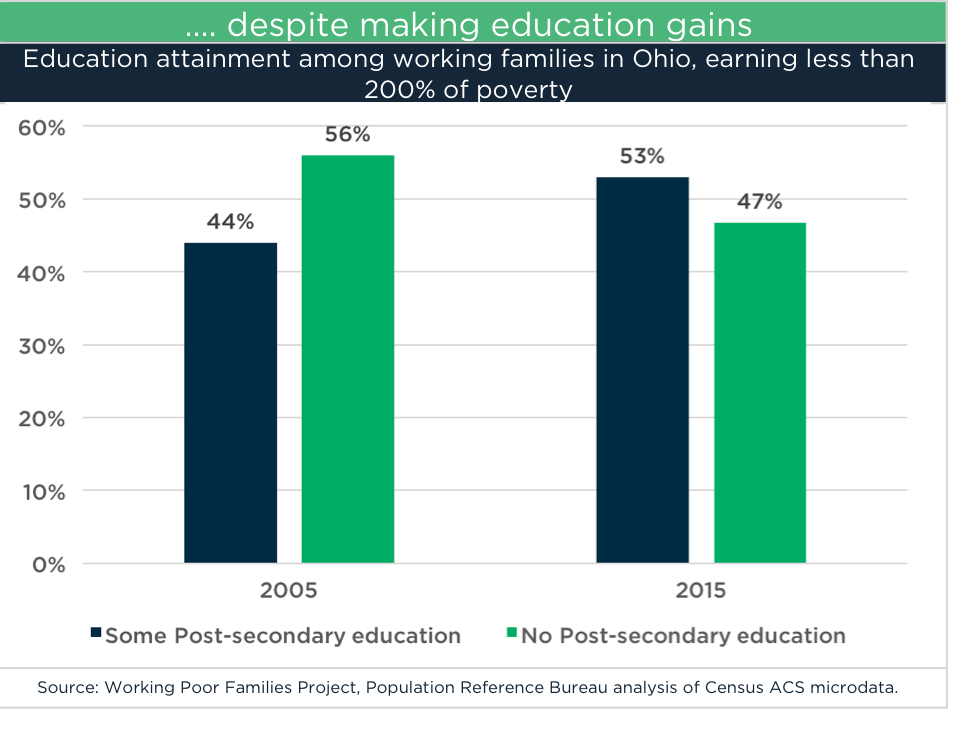 .... despite making education gains
Education attainment among working families in Ohio, earning less than
200% of poverty
60%
50%
40%
30%
20%
10%
0%
44%
56%
53%
47%
2005
2015
Some Post-secondary education
No Post-secondary education
Source: Working Poor Families Project, Population Reference Bureau analysis of Census ACS microdata.